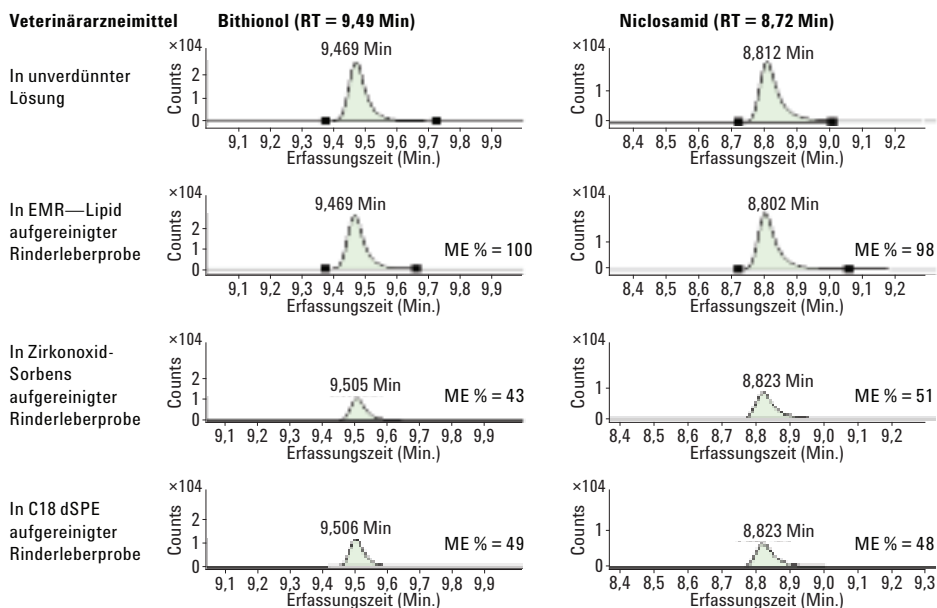 Veterinärarzneimittel Bithionol (RT = 9,49 Min) Niclosamid (RT = 8,72 Min)
In unverdünnter
Lösung
×104
Counts
2
1
0
9,469 Min
9,1 9,2 9,3 9,4 9,5 9,6 9,7 9,8 9,9
Erfassungszeit (Min.)
×104
Counts
1
0
8,812 Min
8,4 8,5 8,6 8,7 8,8 8,9 9,0 9,1 9,2
Erfassungszeit (Min.)
In EMR—Lipid
aufgereinigter
Rinderleberprobe
×104
Counts
2
1
0
9,469 Min
ME % = 100
9,1 9,2 9,3 9,4 9,5 9,6 9,7 9,8 9,9
Erfassungszeit (Min.)
×104
Counts
1
0
8,802 Min
ME % = 98
8,4 8,5 8,6 8,7 8,8 8,9 9,0 9,1 9,2
Erfassungszeit (Min.)
In Zirkonoxid-
Sorbens
aufgereinigter
Rinderleberprobe
×104
Counts
2
1
0
9,505 Min
ME % = 43
9,1 9,2 9,3 9,4 9,5 9,6 9,7 9,8 9,9
Erfassungszeit (Min.)
×104
Counts
1
0
8,823 Min
ME % = 51
8,4 8,5 8,6 8,7 8,8 8,9 9,0 9,1 9,2
Erfassungszeit (Min.)
In C18 dSPE
aufgereinigter
Rinderleberprobe
×104
Counts
2
1
0
9,506 Min
ME % = 49
9,1 9,2 9,3 9,4 9,5 9,6 9,7 9,8 9,9
Erfassungszeit (Min.)
×104
Counts
1
0
8,823 Min
ME % = 48
8,4 8,5 8,6 8,7 8,8 8,9 9,0 9,1 9,2 9,3
Erfassungszeit (Min.)